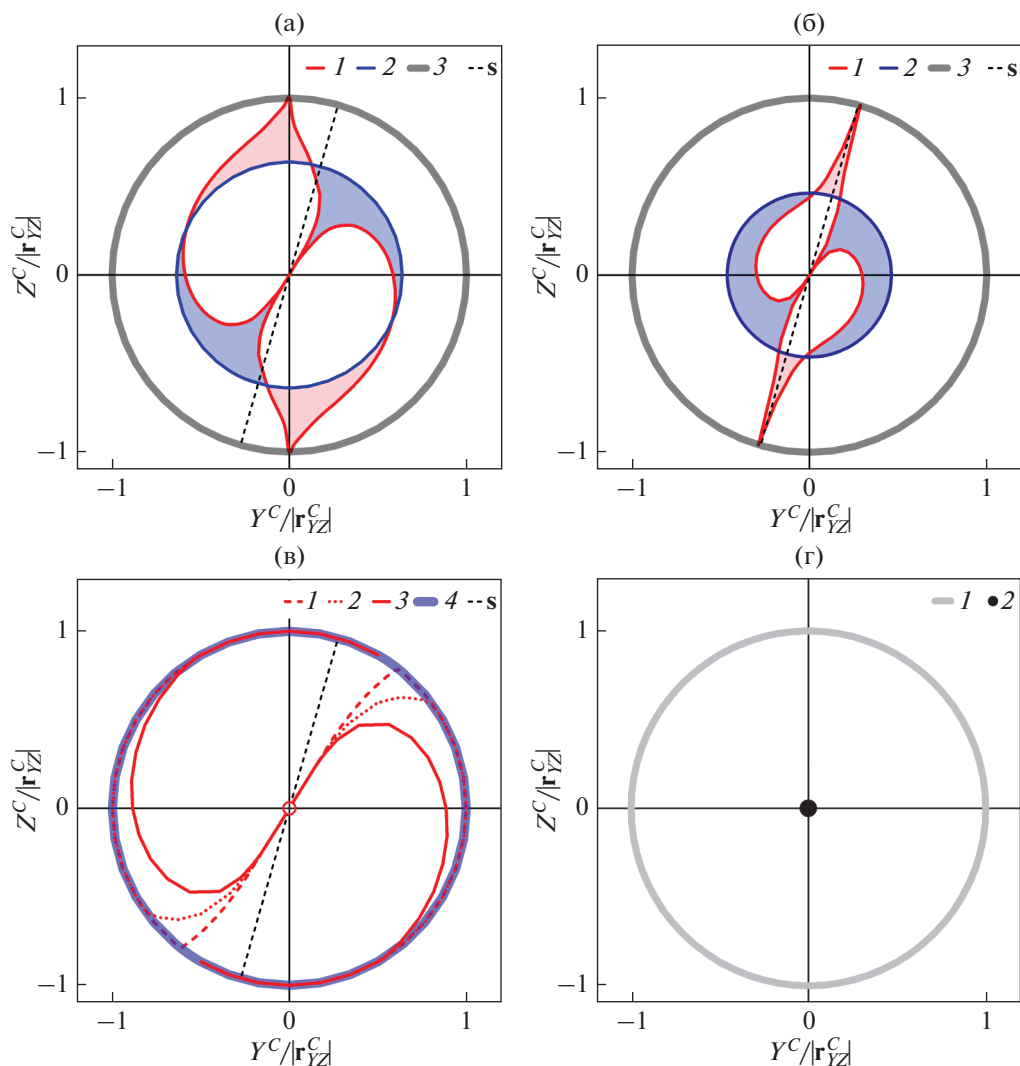 (а)
1 2 3 s
Z^C/|r^C_YZ|
1
0
−1
−1 0 1
Y^C/|r^C_YZ|
(б)
1 2 3 s
Z^C/|r^C_YZ|
1
0
−1
−1 0 1
Y^C/|r^C_YZ|
(в)
1 2 3 4 s
Z^C/|r^C_YZ|
1
0
−1
−1 0 1
Y^C/|r^C_YZ|
(г)
1 2
Z^C/|r^C_YZ|
1
0
−1
−1 0 1
Y^C/|r^C_YZ|